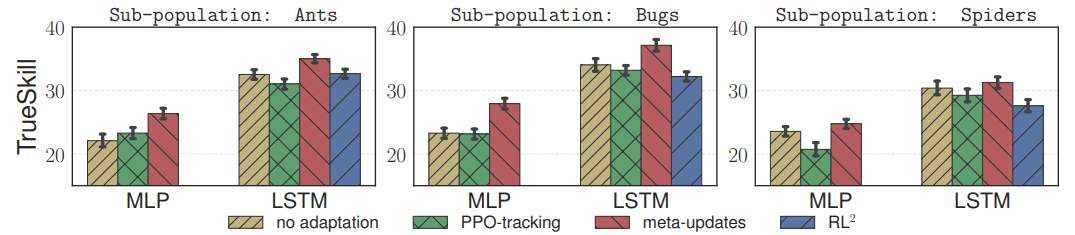 Sub-population: Ants
Sub-population: Bugs
Sub-population: Spiders
TrueSkill
40
30
20
40
30
20
40
30
20
MLP LSTM
MLP LSTM
MLP LSTM
no adaptation PPO-tracking meta-updates RL²